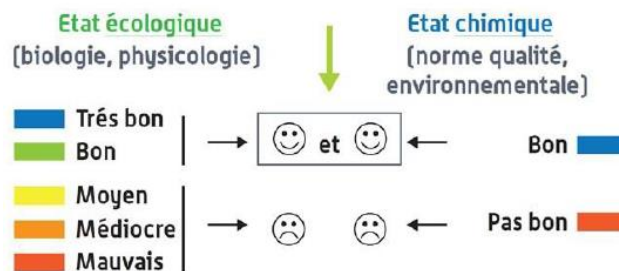 Etat écologique
(biologie, physicologie)
Etat chimique
(norme qualité,
environnementale)
Trés bon
Bon
et
Bon
Moyen
Médiocre
Mauvais
Pas bon